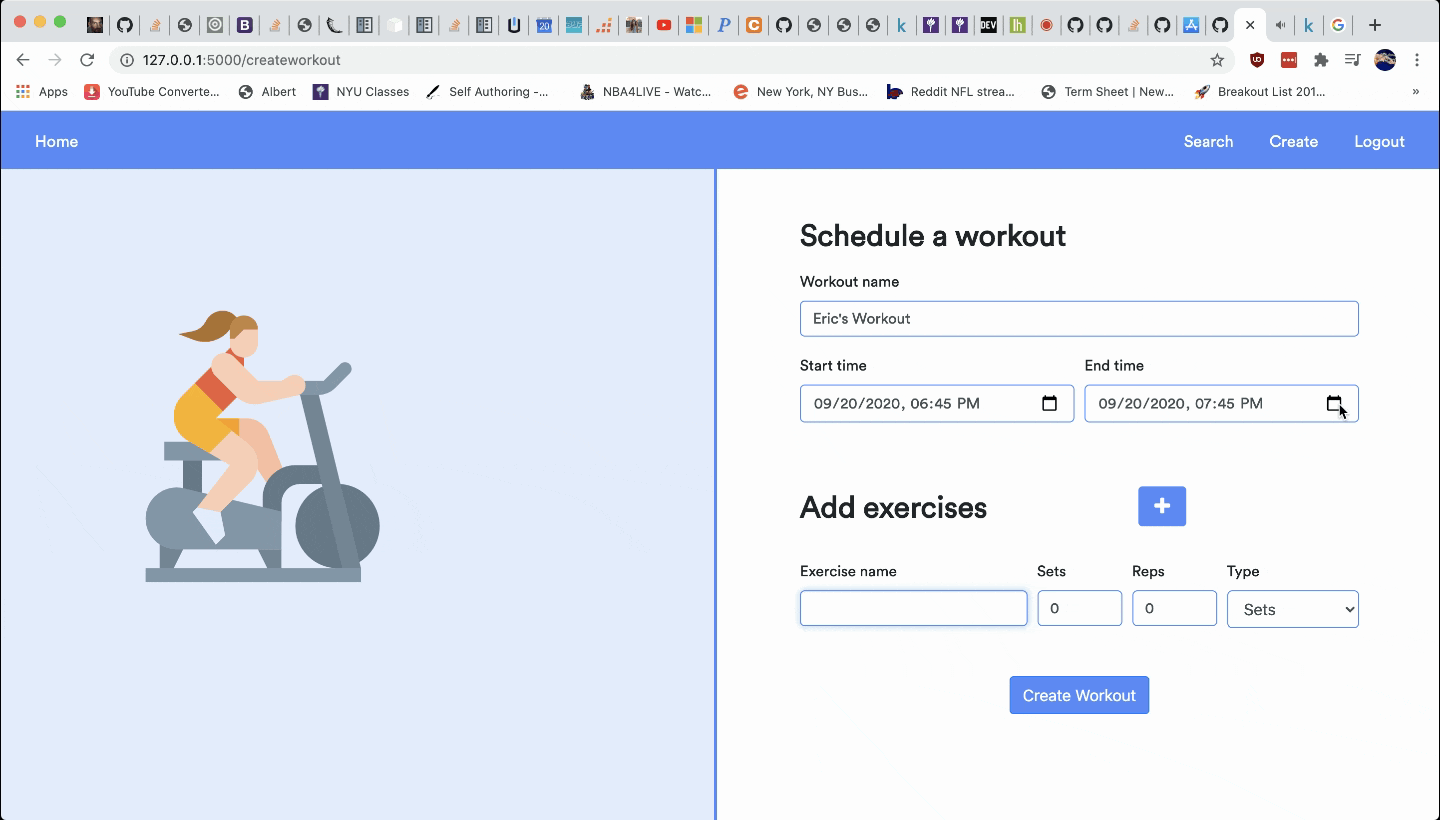 127.0.0.1:5000/createworkout
Apps YouTube Converte... Albert NYU Classes Self Authoring -... NBA4LIVE - Watc... New York, NY Bus... Reddit NFL strea... Term Sheet | New... Breakout List 201... »
Home Search Create Logout
Schedule a workout
Workout name
Eric's Workout
Start time End time
09/20/2020, 06:45 PM 09/20/2020, 07:45 PM
Add exercises +
Exercise name Sets Reps Type
0 0 Sets
Create Workout